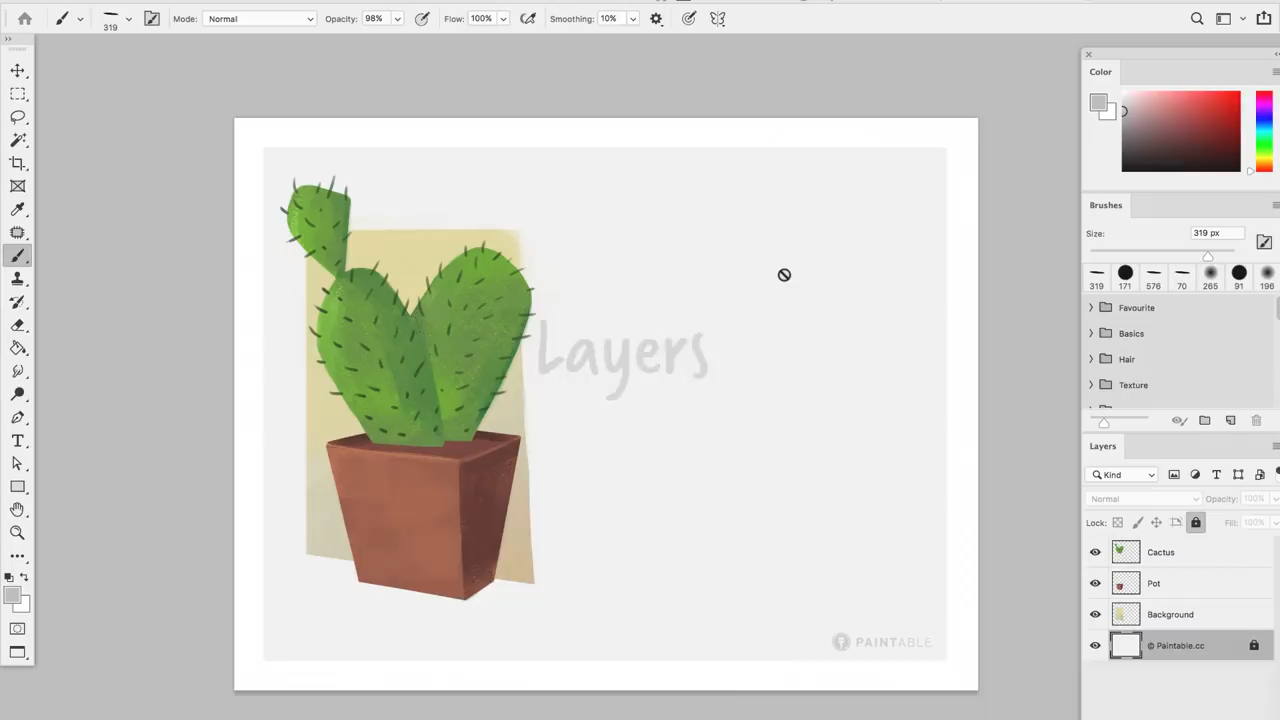 319
Mode: Normal
Opacity: 98%
Flow: 100%
Smoothing: 10%
Color
Brushes
Size: 319 px
319 171 576 70 265 91 196
Favourite
Basics
Hair
Texture
Layers
Kind
Normal Opacity: 100%
Lock: Fill: 100%
Cactus
Pot
Background
© Paintable.cc
Layers
PAINTABLE